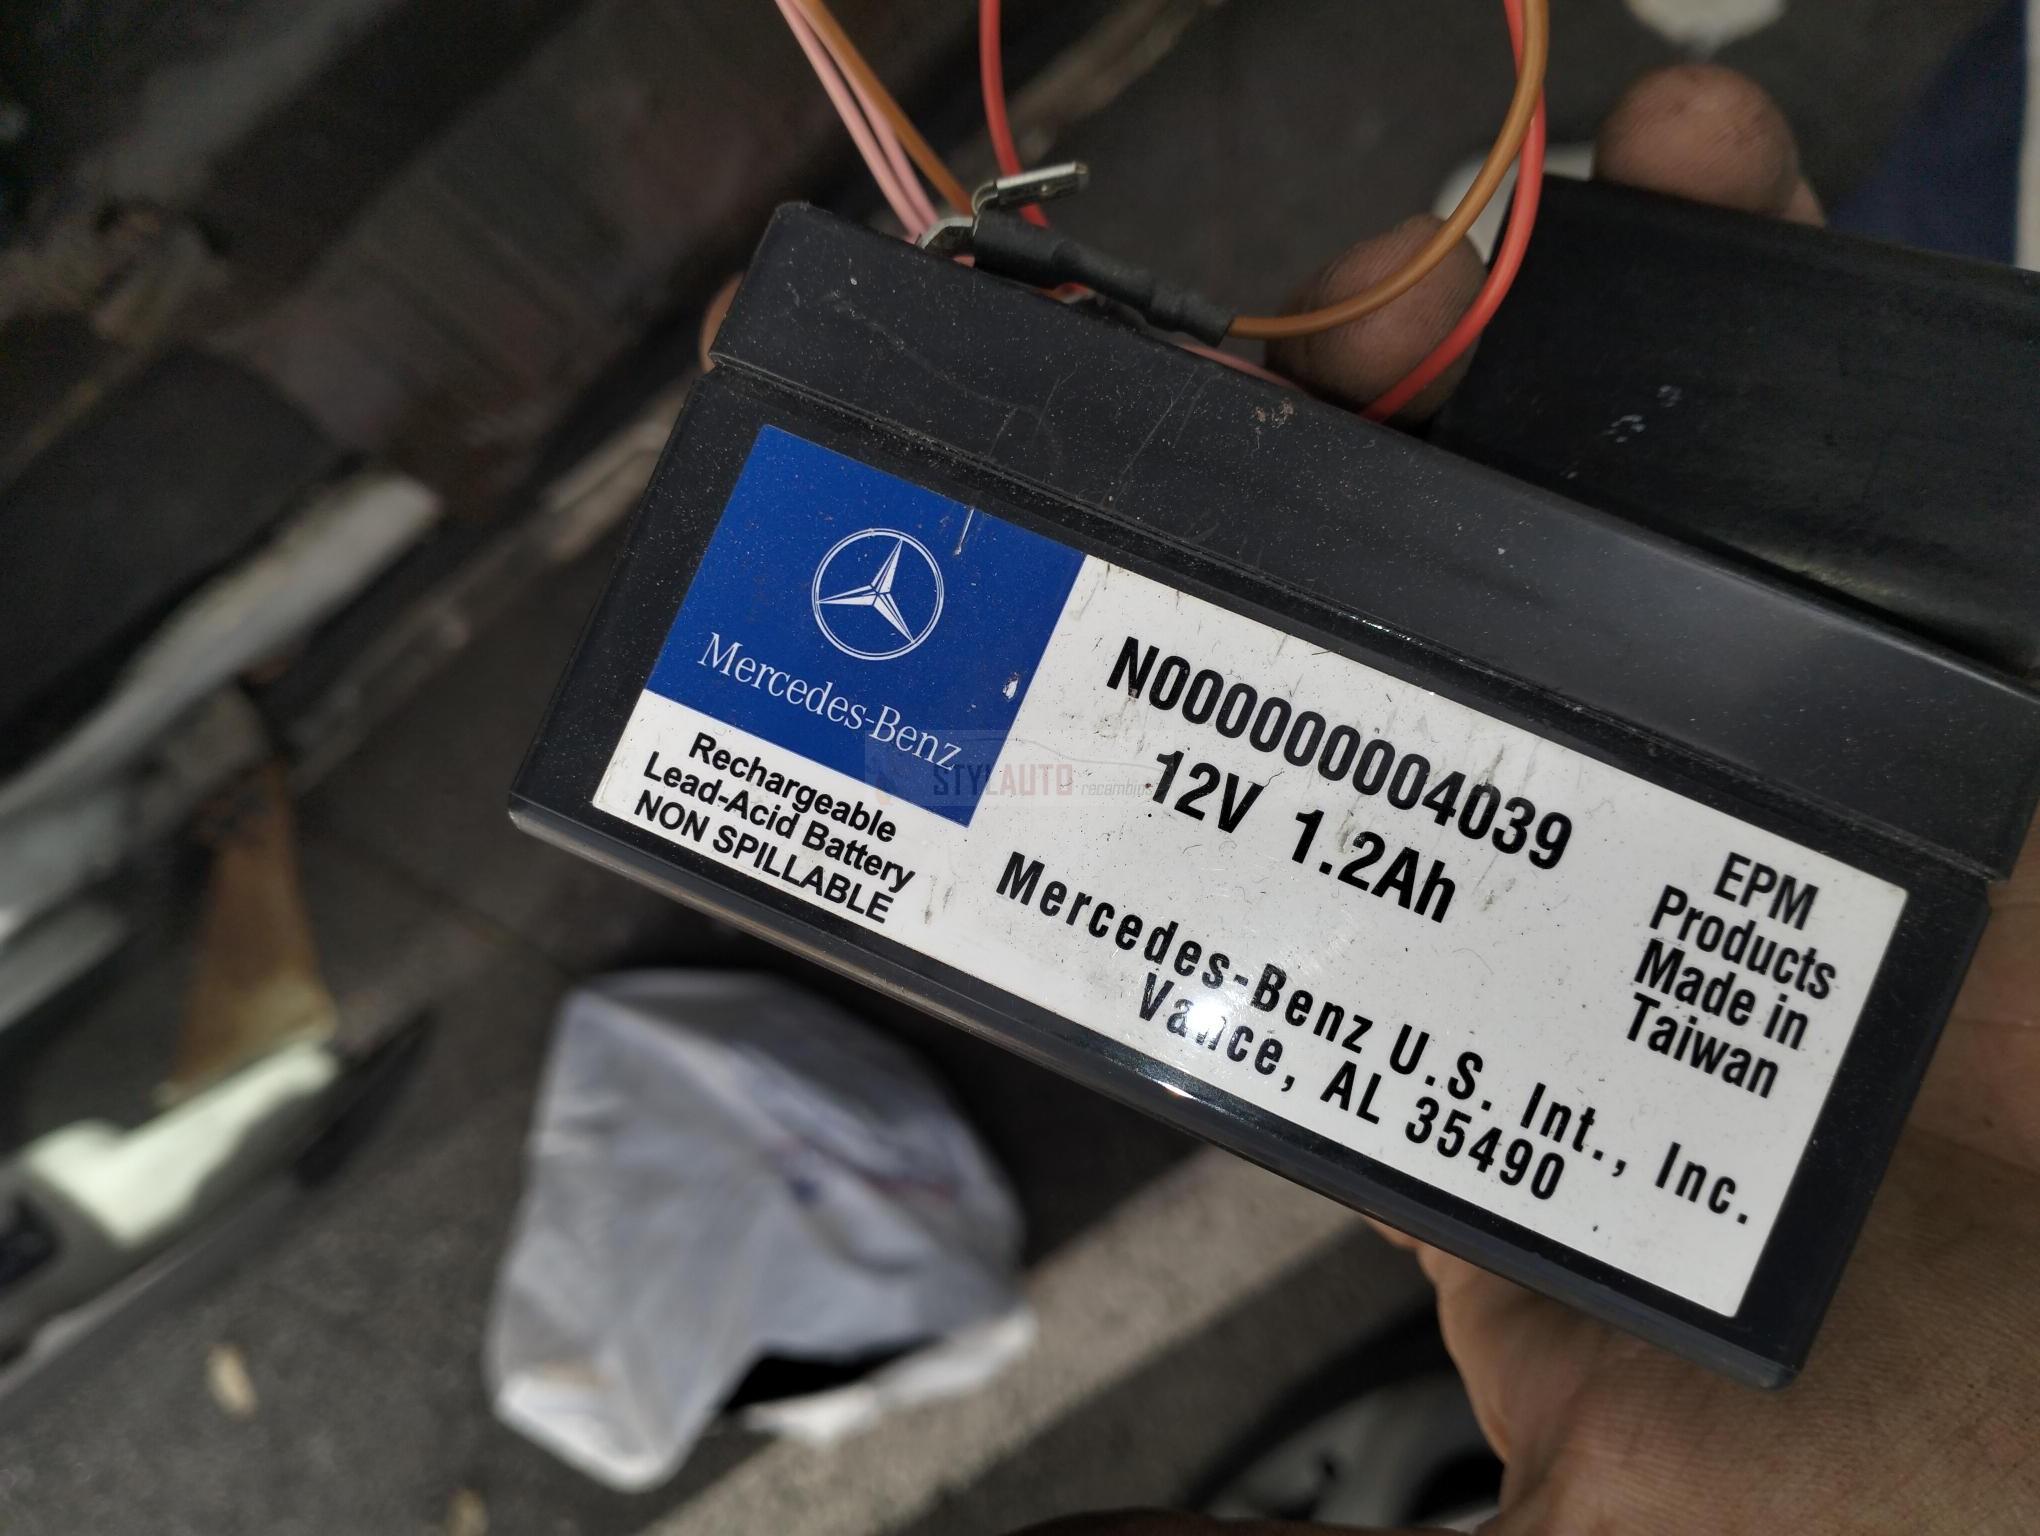 Mercedes-Benz
Rechargeable
Lead-Acid Battery
NON SPILLABLE
N000000004039
12V 1.2Ah
Mercedes-Benz U.S. Int., Inc.
Vance, AL 35490
EPM
Products
Made in
Taiwan
STYLAUTO recambios